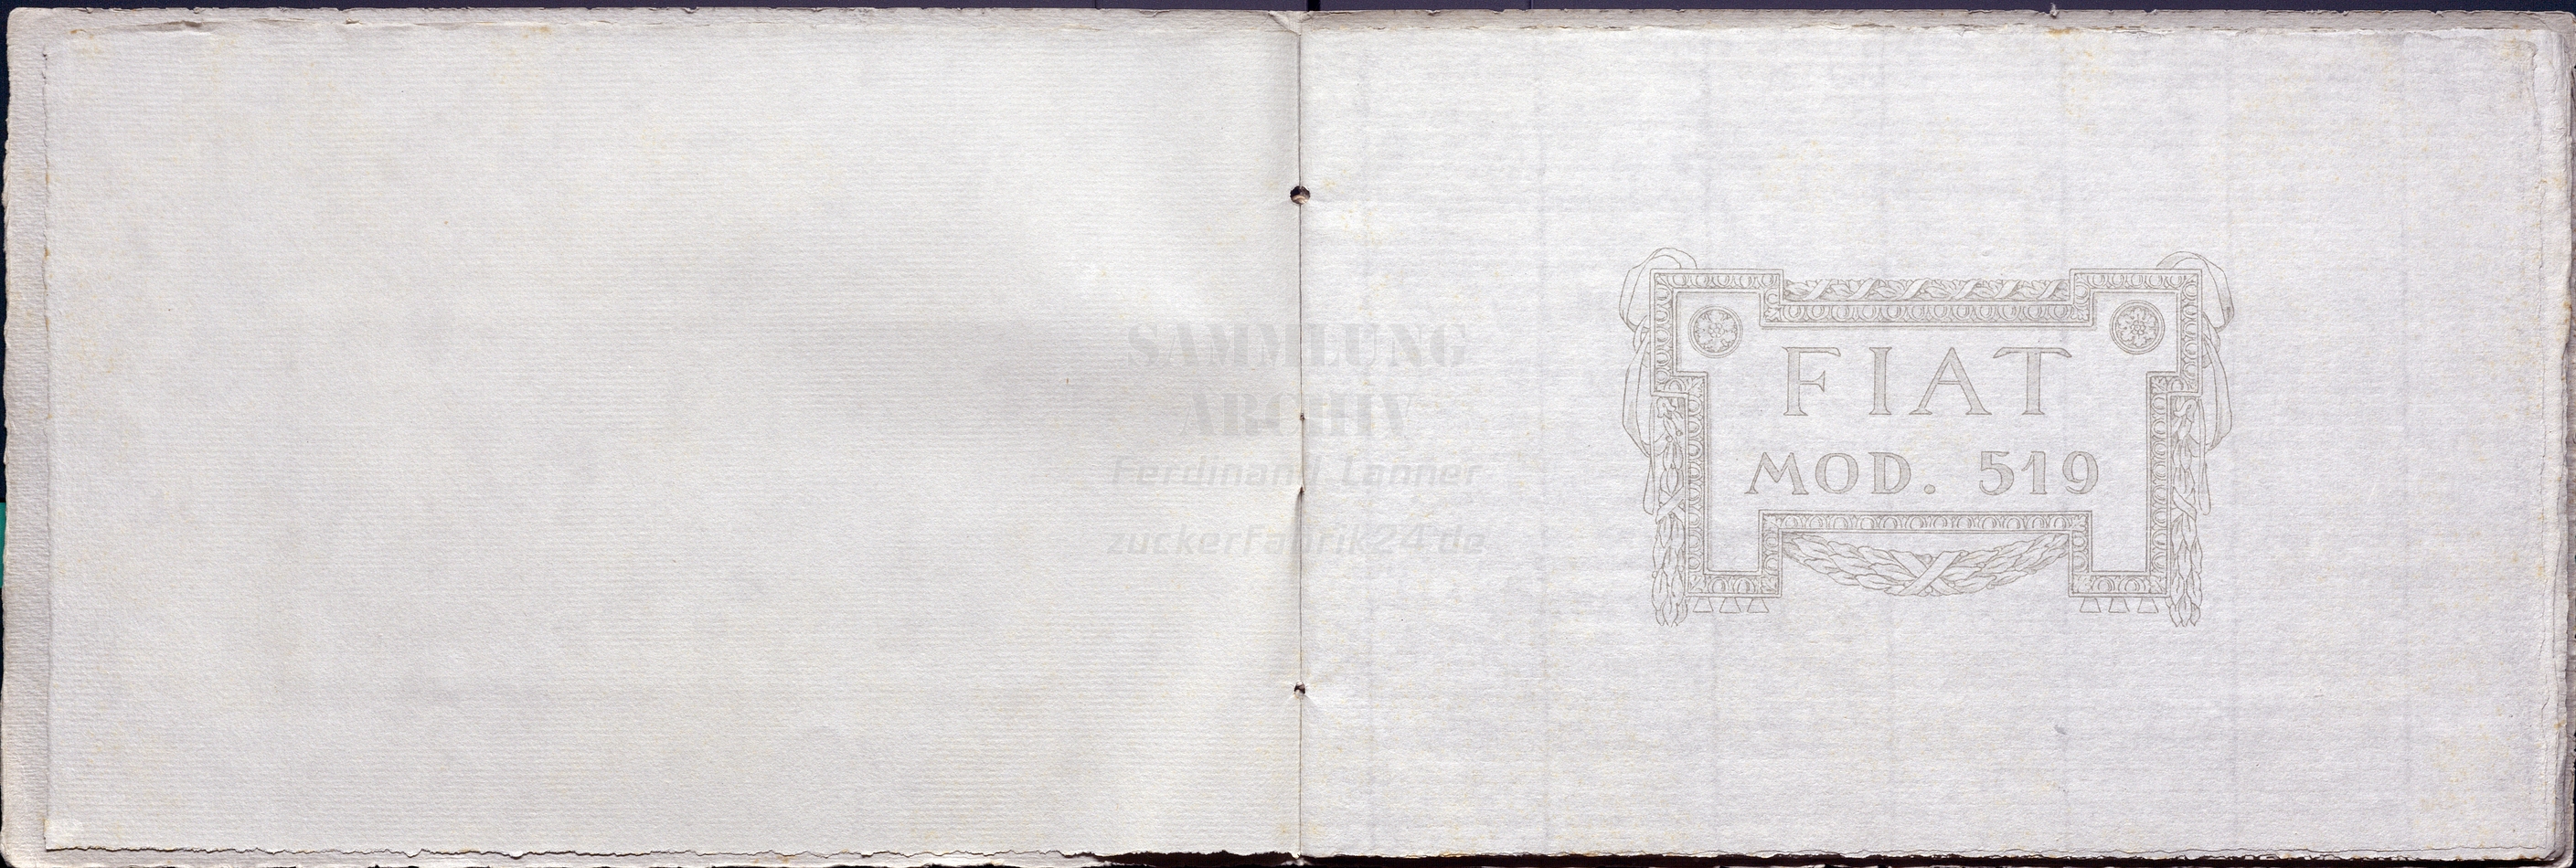 SAMMLUNG
ARCHIV
Ferdinand Lanner
zuckerfabrik24.de
FIAT
MOD. 519